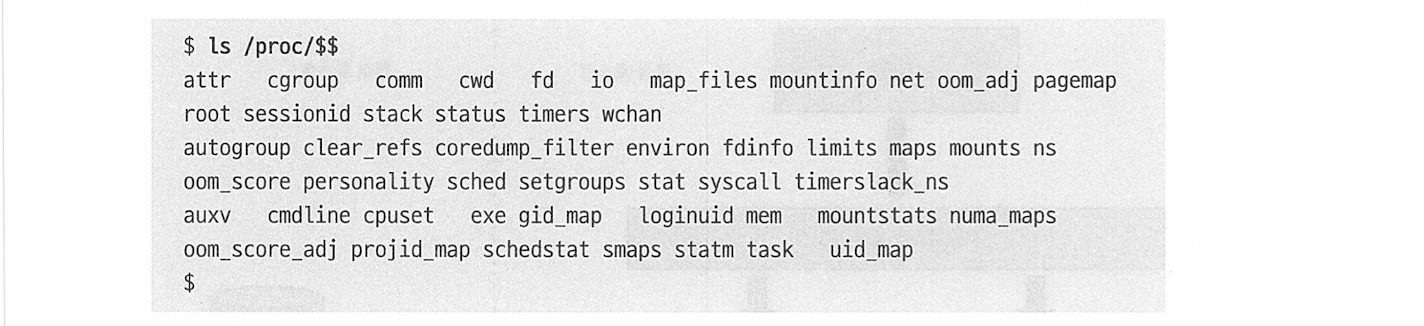 $ ls /proc/$$
attr cgroup comm cwd fd io map_files mountinfo net oom_adj pagemap
root sessionid stack status timers wchan
autogroup clear_refs coredump_filter environ fdinfo limits maps mounts ns
oom_score personality sched setgroups stat syscall timerslack_ns
auxv cmdline cpuset exe gid_map loginuid mem mountstats numa_maps
oom_score_adj projid_map schedstat smaps statm task uid_map
$